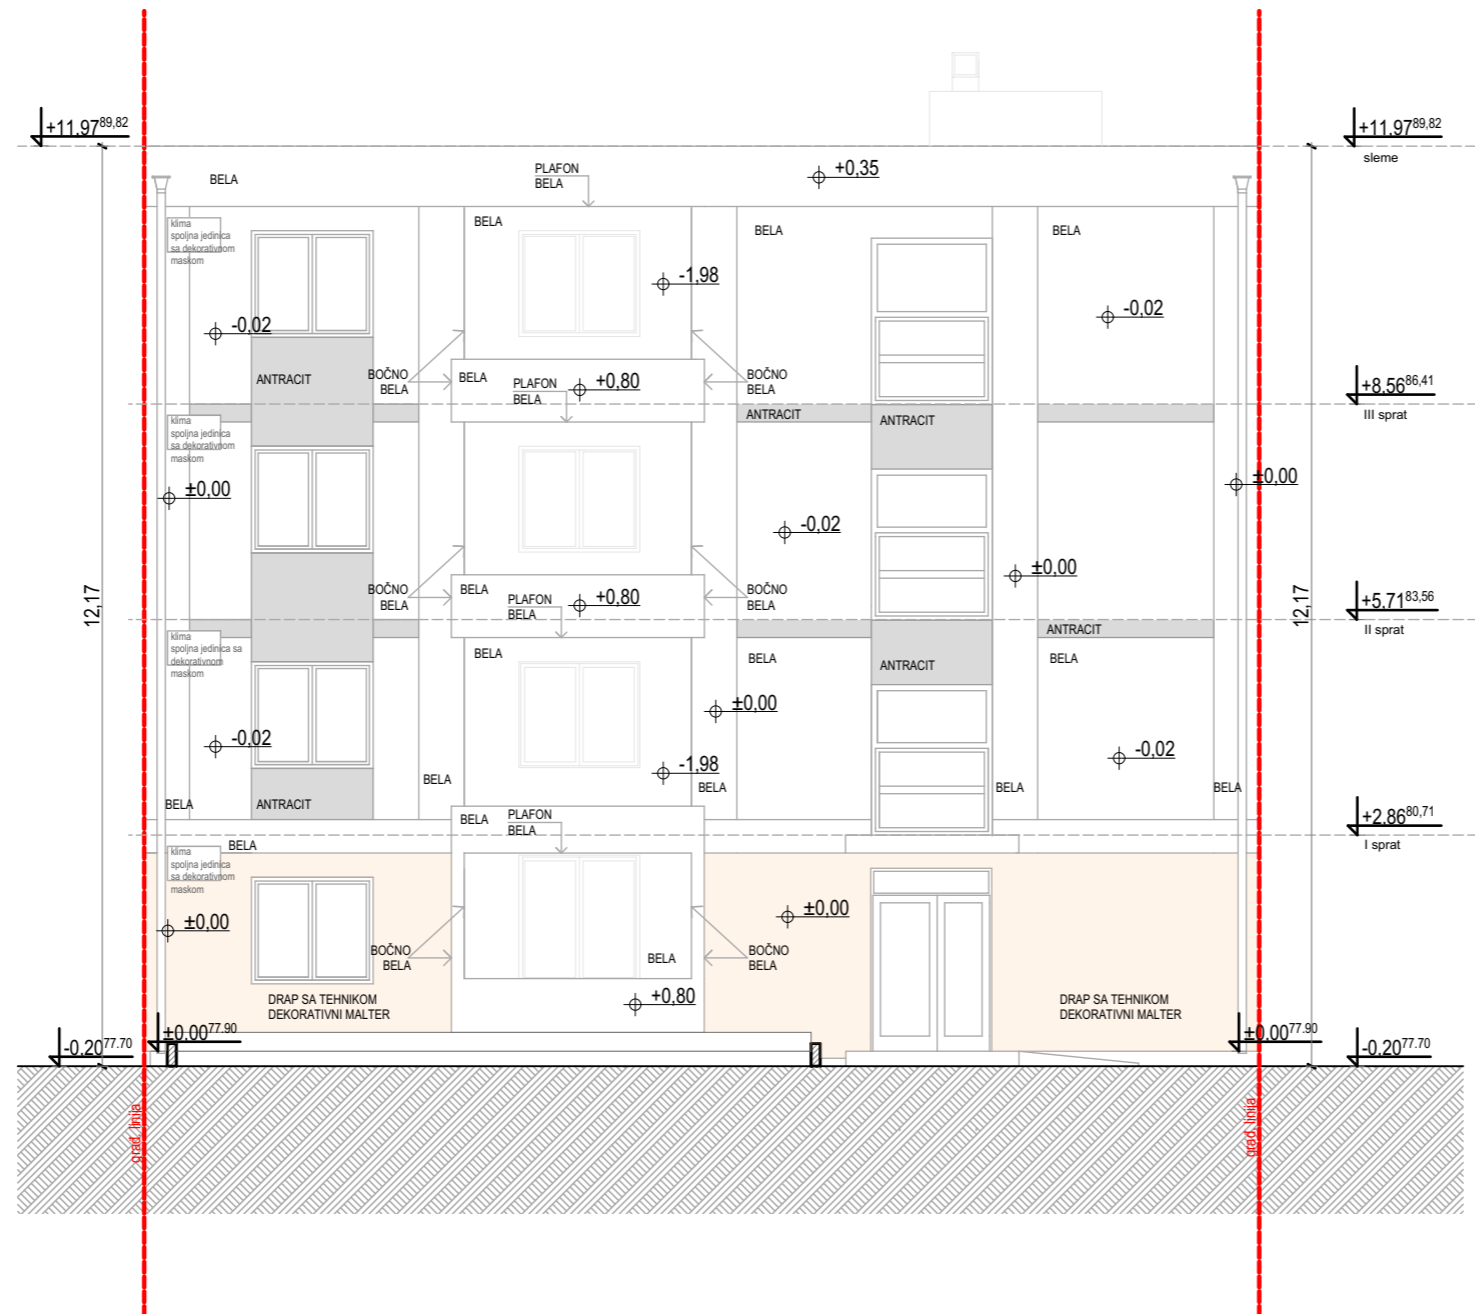 +11.97 89,82
+11.97 89,82
sleme
BELA
PLAFON
BELA
+0,35
klima
spoljna jedinica
sa dekorativnom
maskom
BELA
BELA
BELA
-1,98
-0,02
-0,02
ANTRACIT
BOČNO
BELA
BELA
PLAFON
BELA
+0,80
BOČNO
BELA
+8.56 86,41
III sprat
ANTRACIT
ANTRACIT
klima
spoljna jedinica
sa dekorativnom
maskom
±0,00
±0,00
-0,02
±0,00
12,17
12,17
BOČNO
BELA
BELA
PLAFON
BELA
+0,80
BOČNO
BELA
+5.71 83,56
II sprat
ANTRACIT
klima
spoljna jedinica sa
dekorativnom
maskom
BELA
BELA
ANTRACIT
BELA
±0,00
-0,02
-1,98
-0,02
BELA
BELA
BELA
BELA
BELA
ANTRACIT
BELA
PLAFON
BELA
+2.86 80,71
I sprat
BELA
klima
spoljna jedinica
sa dekorativnom
maskom
±0,00
±0,00
BOČNO
BELA
BELA
BOČNO
BELA
DRAP SA TEHNIKOM
DEKORATIVNI MALTER
+0,80
DRAP SA TEHNIKOM
DEKORATIVNI MALTER
±0.00 77.90
±0.00 77.90
-0.20 77.70
-0.20 77.70
građ. linija
građ. linija